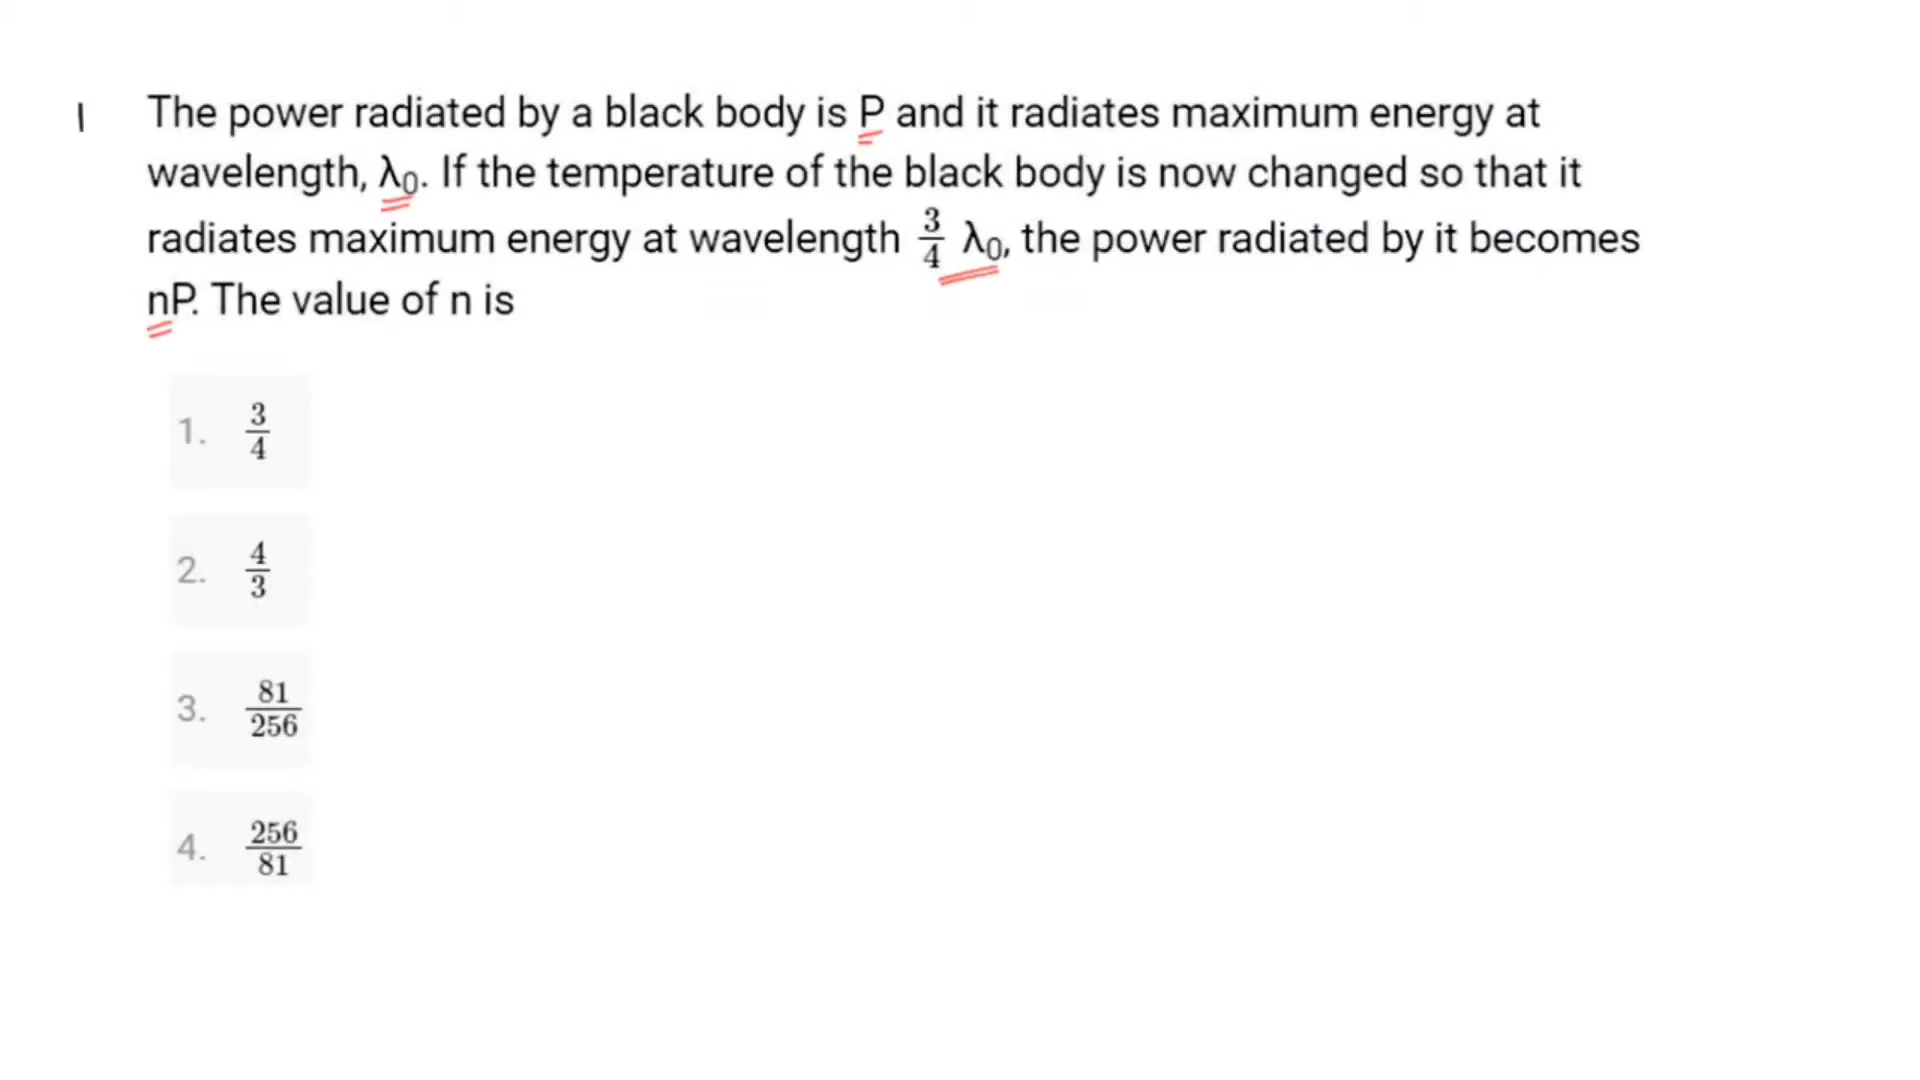 1 The power radiated by a black body is P and it radiates maximum energy at
wavelength, λ₀. If the temperature of the black body is now changed so that it
radiates maximum energy at wavelength 3/4 λ₀, the power radiated by it becomes
nP. The value of n is
1. 3/4
2. 4/3
3. 81/256
4. 256/81